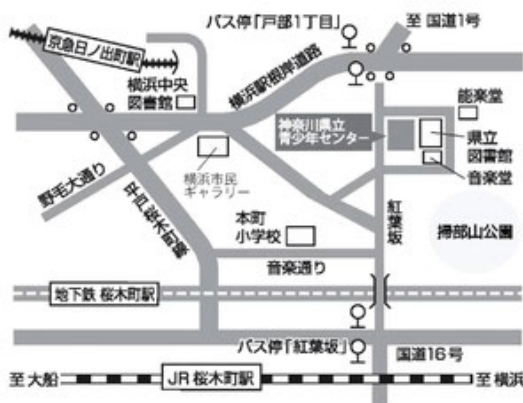 バス停「戸部1丁目」
至 国道1号
京急日ノ出町駅
横浜中央
図書館
横浜駅根岸道路
能楽堂
神奈川県立
青少年センター
県立
図書館
音楽堂
野毛大通り
横浜市民
ギャラリー
平戸桜木町線
本町
小学校
紅葉坂
掃部山公園
音楽通り
地下鉄 桜木町駅
バス停「紅葉坂」
国道16号
至 大船
JR 桜木町駅
至 横浜